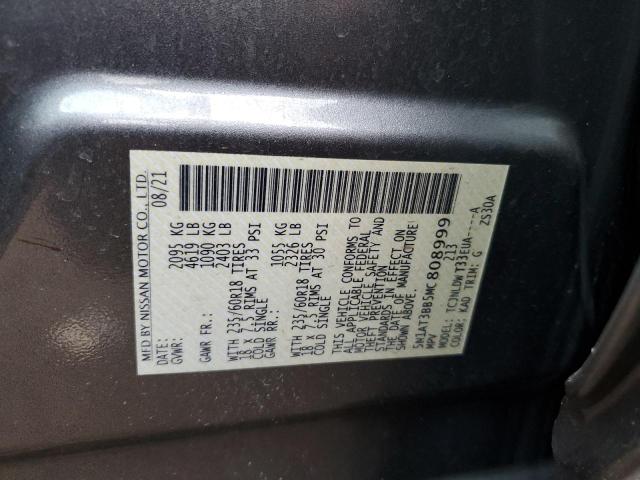 MFD BY NISSAN MOTOR CO., LTD.
DATE: 08/21
GVWR: 2095 KG
4619 LB
GAWR FR.: 1090 KG
2403 LB
WITH 235/60R18 TIRES
18 X 7.5 RIMS AT 33 PSI
COLD SINGLE
GAWR RR.: 1055 KG
2326 LB
WITH 235/60R18 TIRES
18 X 7.5 RIMS AT 30 PSI
COLD SINGLE
THIS VEHICLE CONFORMS TO
ALL APPLICABLE FEDERAL
MOTOR VEHICLE SAFETY AND
THEFT PREVENTION
STANDARDS IN EFFECT ON
THE DATE OF MANUFACTURE
SHOWN ABOVE.
5N1AT3BB5MC808999
MPV 213
MODEL: TC3NLDWT33EUA-----A
COLOR: KAD TRIM: G ZS30A